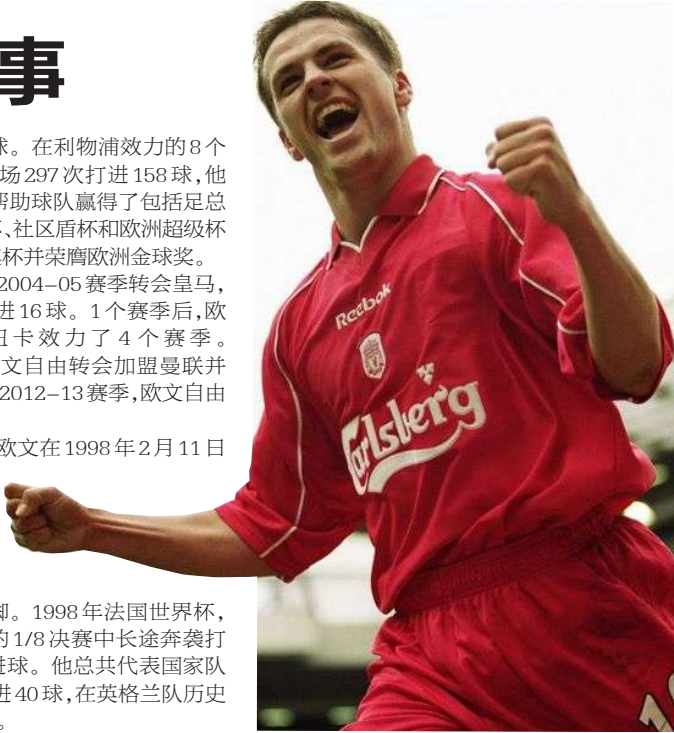 事
球。在利物浦效力的8个
场297次打进158球,他
帮助球队赢得了包括足总
、社区盾杯和欧洲超级杯
杯并荣膺欧洲金球奖。
2004–05赛季转会皇马,
进16球。1个赛季后,欧
卡效力了4个赛季。
文自由转会加盟曼联并
2012–13赛季,欧文自由
欧文在1998年2月11日
脚。1998年法国世界杯,
的1/8决赛中长途奔袭打
进球。他总共代表国家队
进40球,在英格兰队历史
。
Reebok
Carlsberg